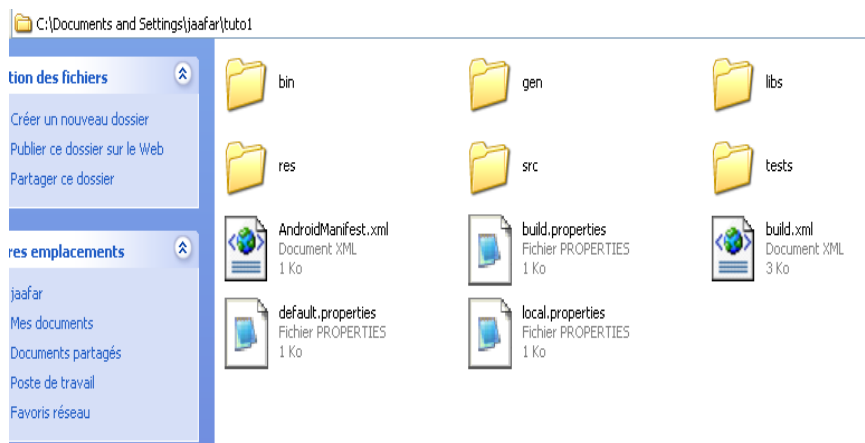 C:\Documents and Settings\jaafar\tuto1
tion des fichiers
Créer un nouveau dossier
Publier ce dossier sur le Web
Partager ce dossier
res emplacements
jaafar
Mes documents
Documents partagés
Poste de travail
Favoris réseau
bin
gen
libs
res
src
tests
AndroidManifest.xml
Document XML
1 Ko
build.properties
Fichier PROPERTIES
1 Ko
build.xml
Document XML
3 Ko
default.properties
Fichier PROPERTIES
1 Ko
local.properties
Fichier PROPERTIES
1 Ko